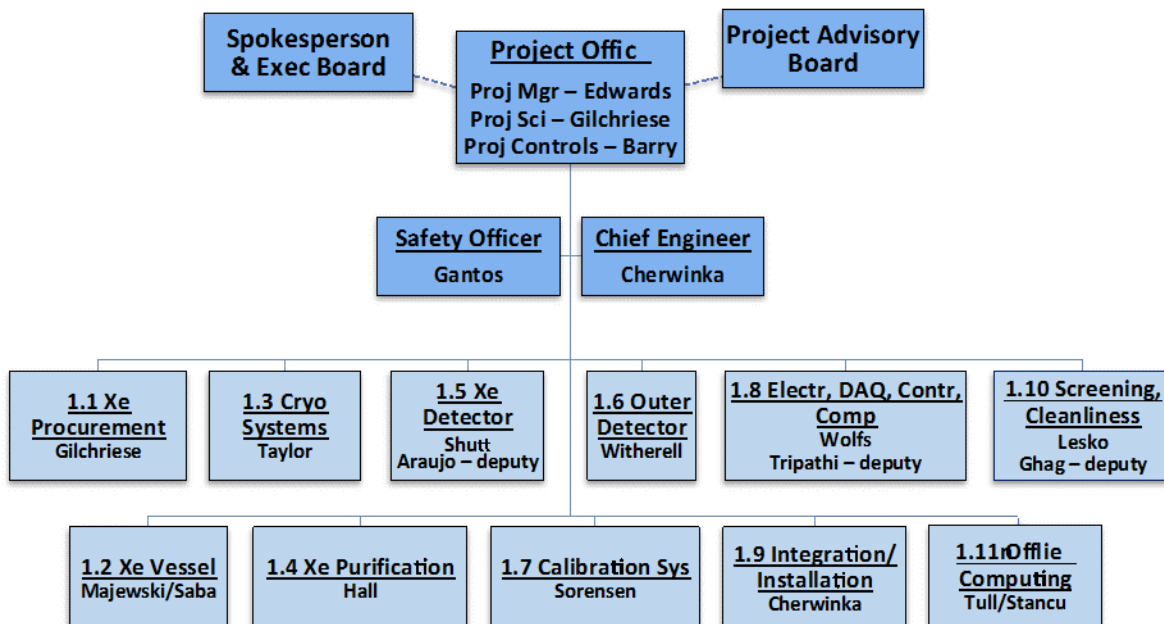 Spokesperson
& Exec Board
Project Offic
Proj Mgr – Edwards
Proj Sci – Gilchriese
Proj Controls – Barry
Project Advisory
Board
Safety Officer
Gantos
Chief Engineer
Cherwinka
1.1 Xe
Procurement
Gilchriese
1.3 Cryo
Systems
Taylor
1.5 Xe
Detector
Shutt
Araujo – deputy
1.6 Outer
Detector
Witherell
1.8 Electr, DAQ, Contr,
Comp
Wolfs
Tripathi – deputy
1.10 Screening,
Cleanliness
Lesko
Ghag – deputy
1.2 Xe Vessel
Majewski/Saba
1.4 Xe Purification
Hall
1.7 Calibration Sys
Sorensen
1.9 Integration/
Installation
Cherwinka
1.11nOfflie
Computing
Tull/Stancu